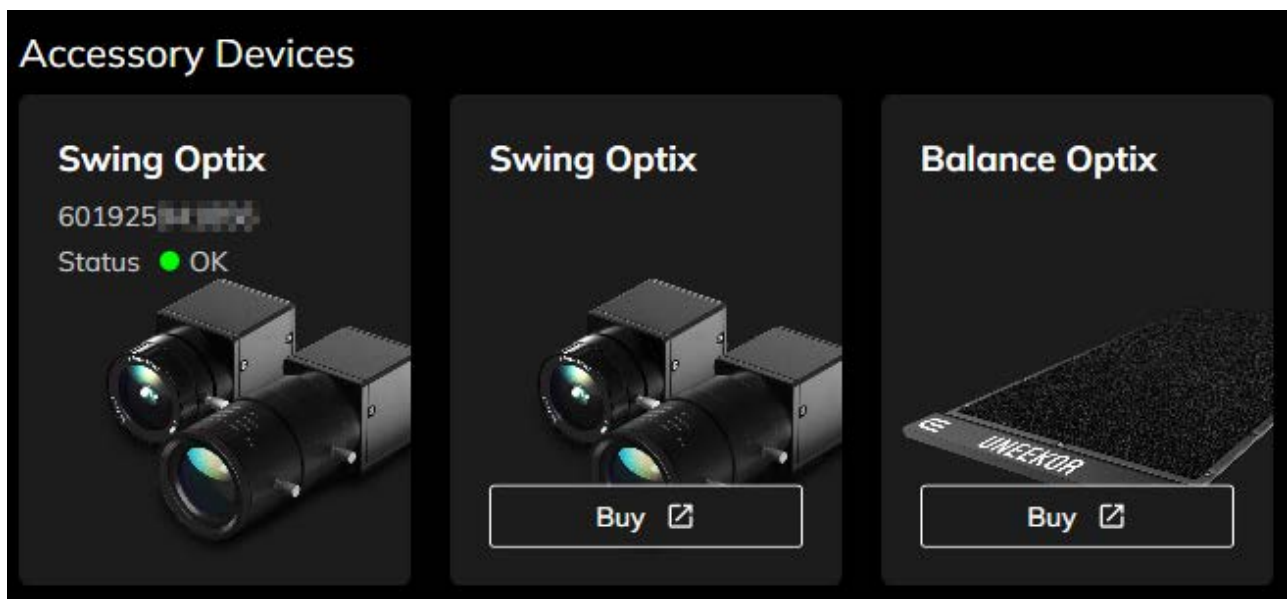 Accessory Devices
Swing Optix
601925
Status OK
Swing Optix
Buy
Balance Optix
UNEEKOR
Buy